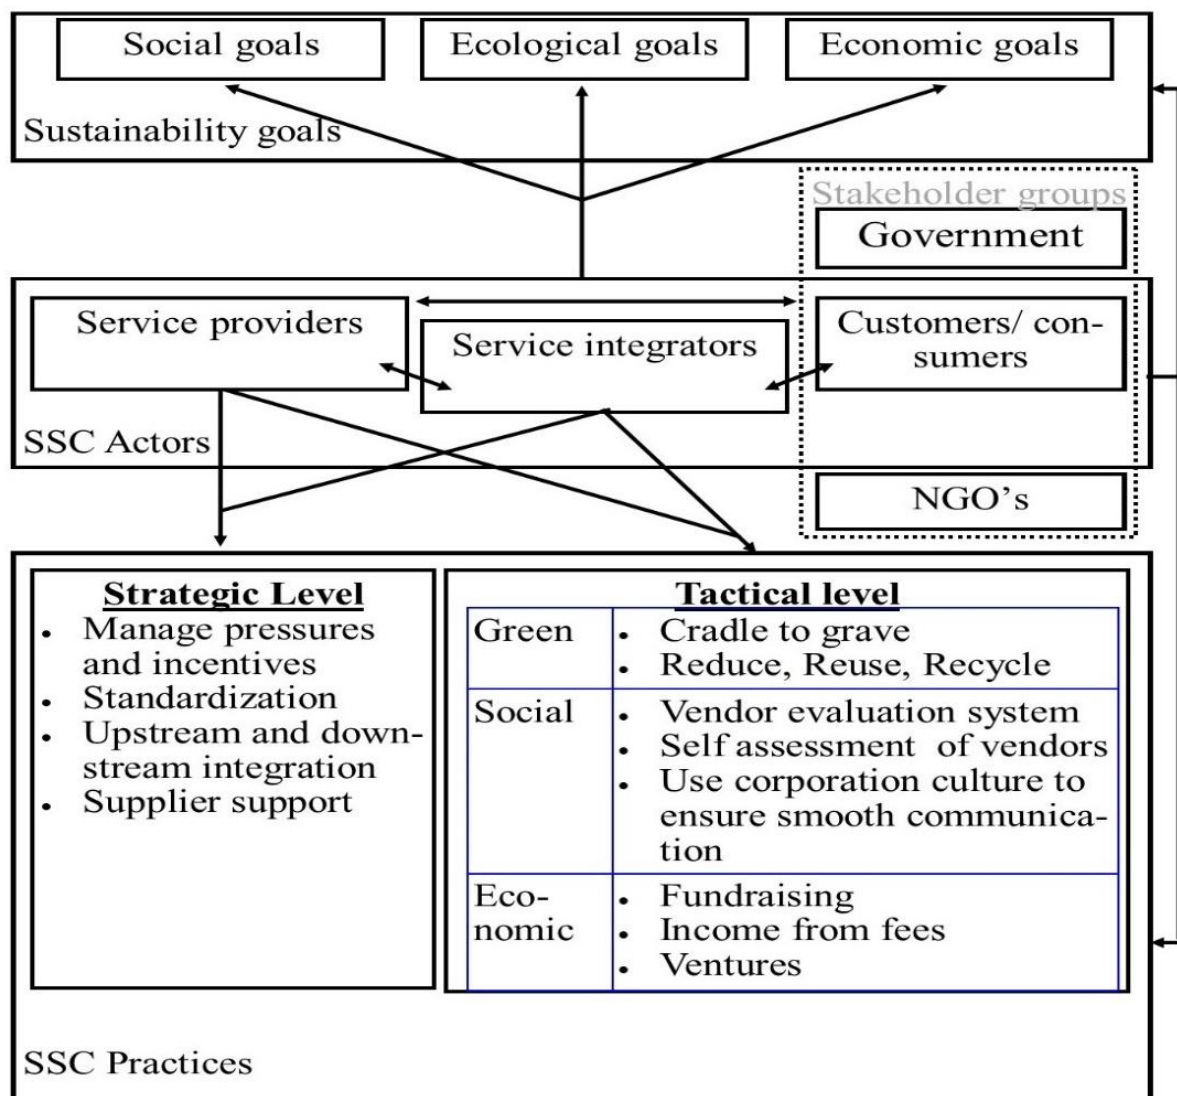 Social goals
Ecological goals
Economic goals
Sustainability goals
Stakeholder groups
Government
Service providers
Service integrators
Customers/ con-
sumers
SSC Actors
NGO's
Strategic Level
• Manage pressures
and incentives
• Standardization
• Upstream and down-
stream integration
• Supplier support
Tactical level
Green
• Cradle to grave
• Reduce, Reuse, Recycle
Social
• Vendor evaluation system
• Self assessment of vendors
• Use corporation culture to
ensure smooth communica-
tion
Eco-
nomic
• Fundraising
• Income from fees
• Ventures
SSC Practices